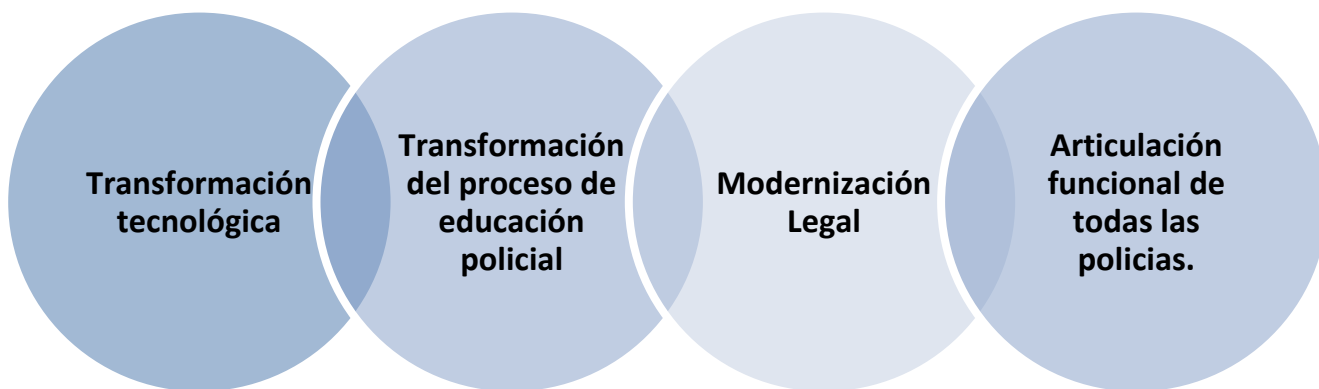 Transformación
tecnológica
Transformación
del proceso de
educación
policial
Modernización
Legal
Articulación
funcional de
todas las
policias.